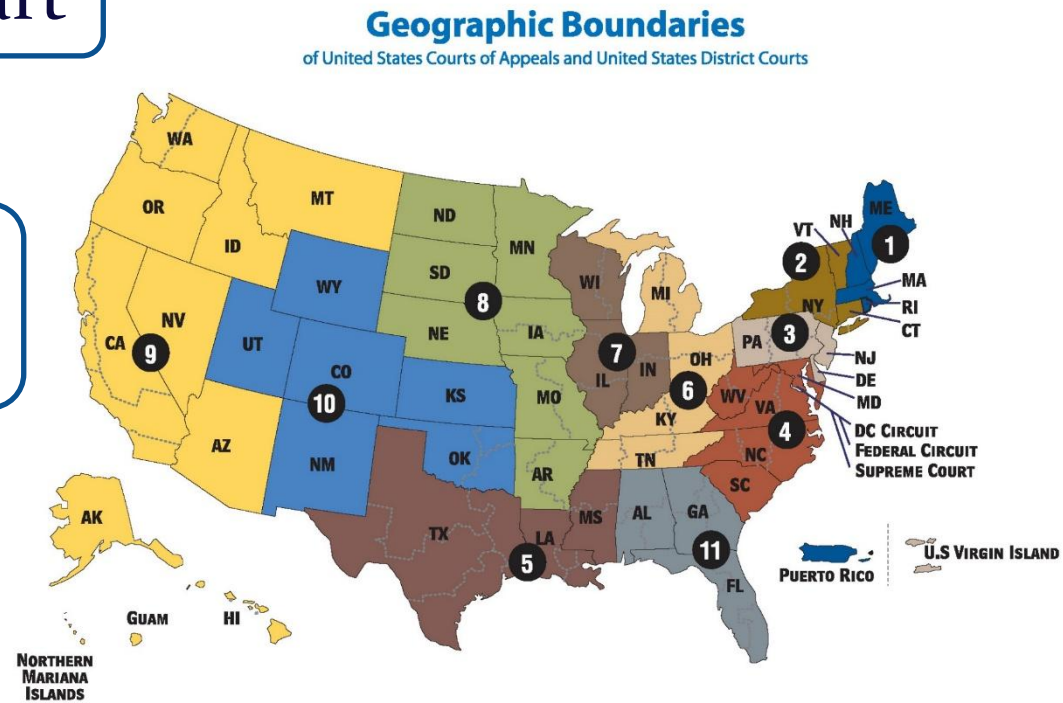 art
Geographic Boundaries
of United States Courts of Appeals and United States District Courts
WA
MT
ND
ME
OR
MN
VT
NH
1
ID
2
SD
WI
MA
WY
MI
8
NY
RI
NV
NE
IA
CT
CA
9
UT
7
PA
3
CO
OH
NJ
IL
IN
6
DE
KS
MO
WV
MD
10
VA
KY
4
DC CIRCUIT
AZ
FEDERAL CIRCUIT
NM
OK
TN
NC
SUPREME COURT
AR
SC
AK
MS
AL
GA
TX
LA
11
U.S VIRGIN ISLAND
5
PUERTO RICO
FL
GUAM
HI
NORTHERN
MARIANA
ISLANDS